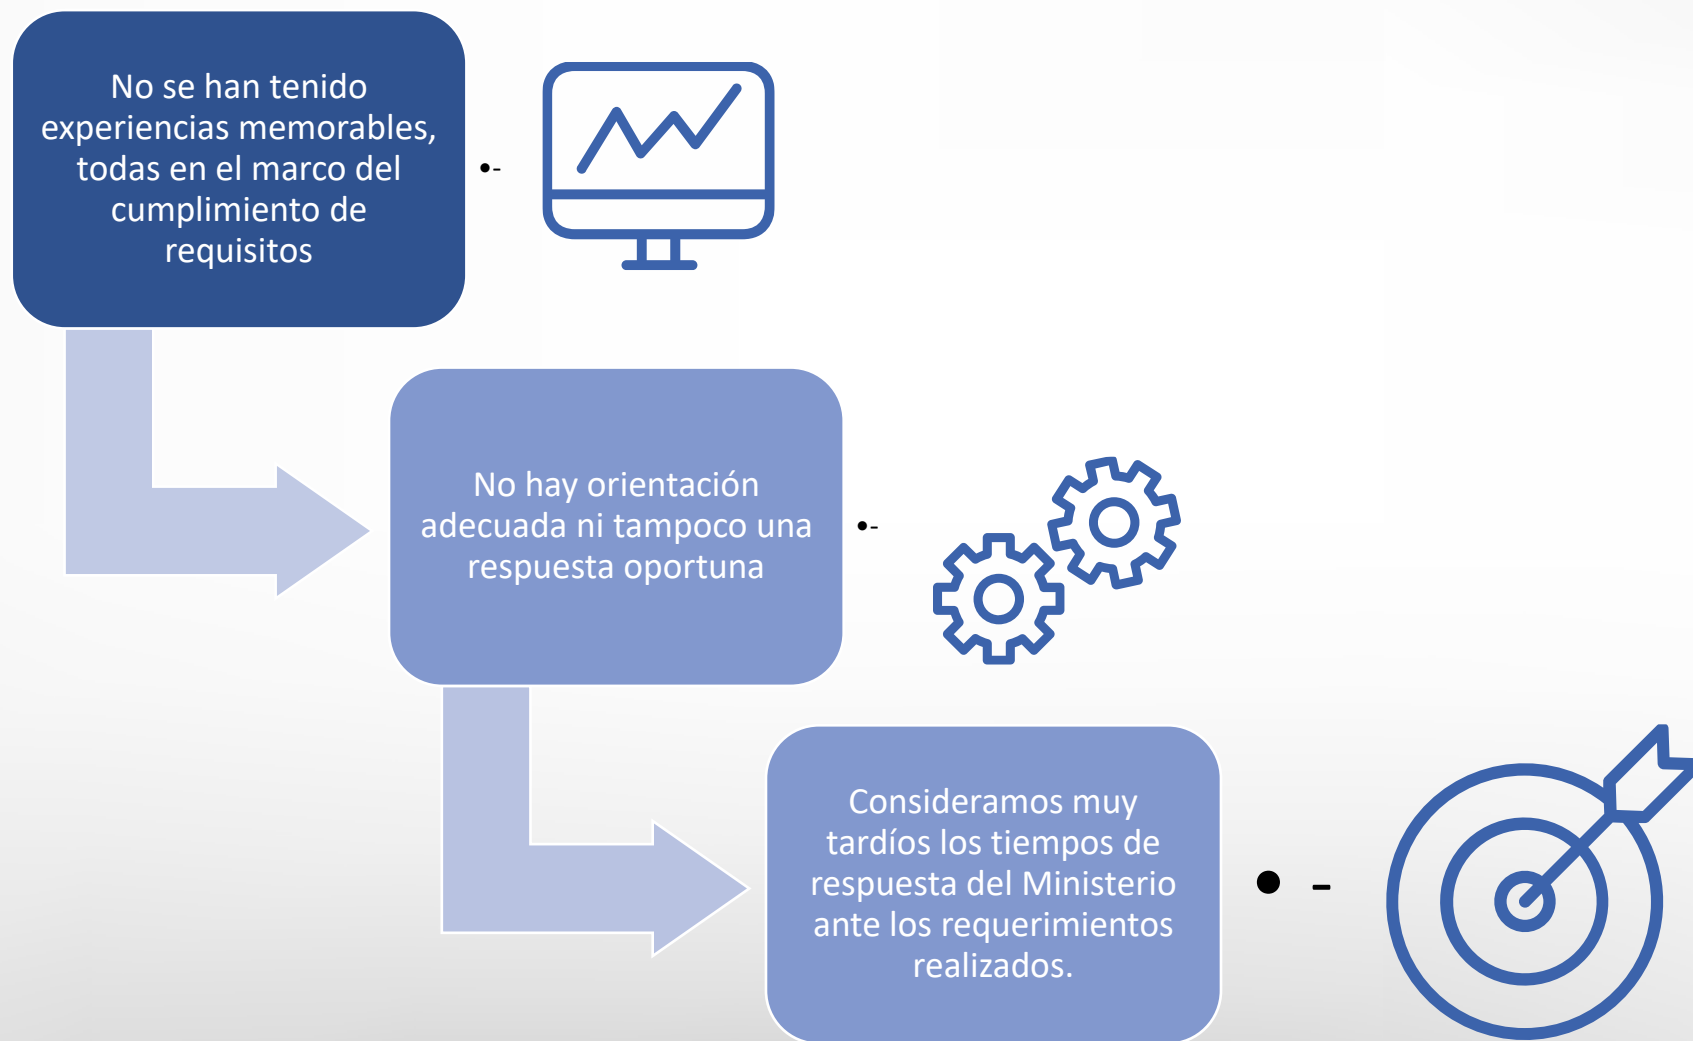 No se han tenido
experiencias memorables,
todas en el marco del
cumplimiento de
requisitos
•-
No hay orientación
adecuada ni tampoco una
respuesta oportuna
•-
Consideramos muy
tardíos los tiempos de
respuesta del Ministerio
ante los requerimientos
realizados.
• -